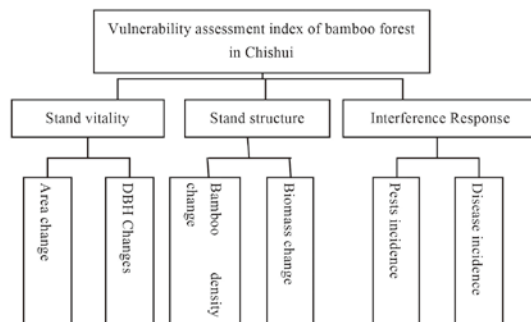 Vulnerability assessment index of bamboo forest
in Chishui
Stand vitality
Stand structure
Interference Response
Area change
DBH Changes
Bamboo density
change
Biomass change
Pests incidence
Disease incidence